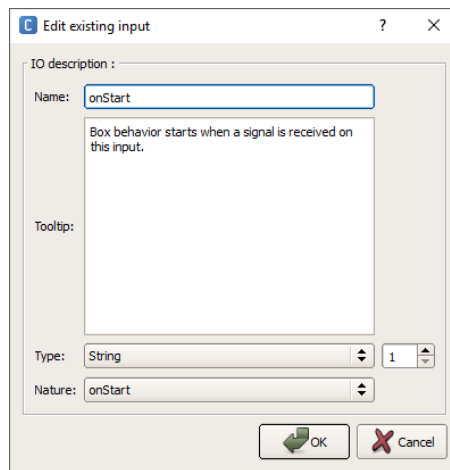 C Edit existing input ?
IO description :
Name: onStart
Box behavior starts when a signal is received on
this input.
Tooltip:
Type: String 1
Nature: onStart
OK Cancel